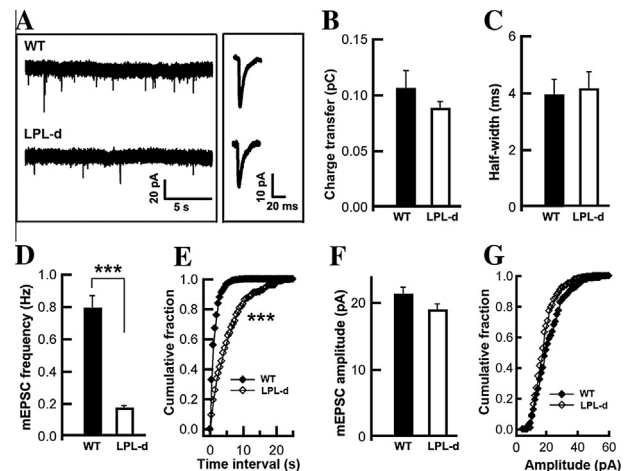 A
WT
LPL-d
20 pA
5 s
10 pA
20 ms
B
Charge transfer (pC)
0.15
0.10
0.05
0.00
WT LPL-d
C
Half-width (ms)
6
4
2
0
WT LPL-d
D
mEPSC frequency (Hz)
1.0
0.8
0.6
0.4
0.2
0.0
***
WT LPL-d
E
Cumulative fraction
1.0
0.8
0.6
0.4
0.2
0.0
***
WT
LPL-d
0 5 10 15 20 25
Time interval (s)
F
mEPSC amplitude (pA)
20
10
0
WT LPL-d
G
Cumulative fraction
1.0
0.8
0.6
0.4
0.2
0.0
WT
LPL-d
0 20 40 60
Amplitude (pA)